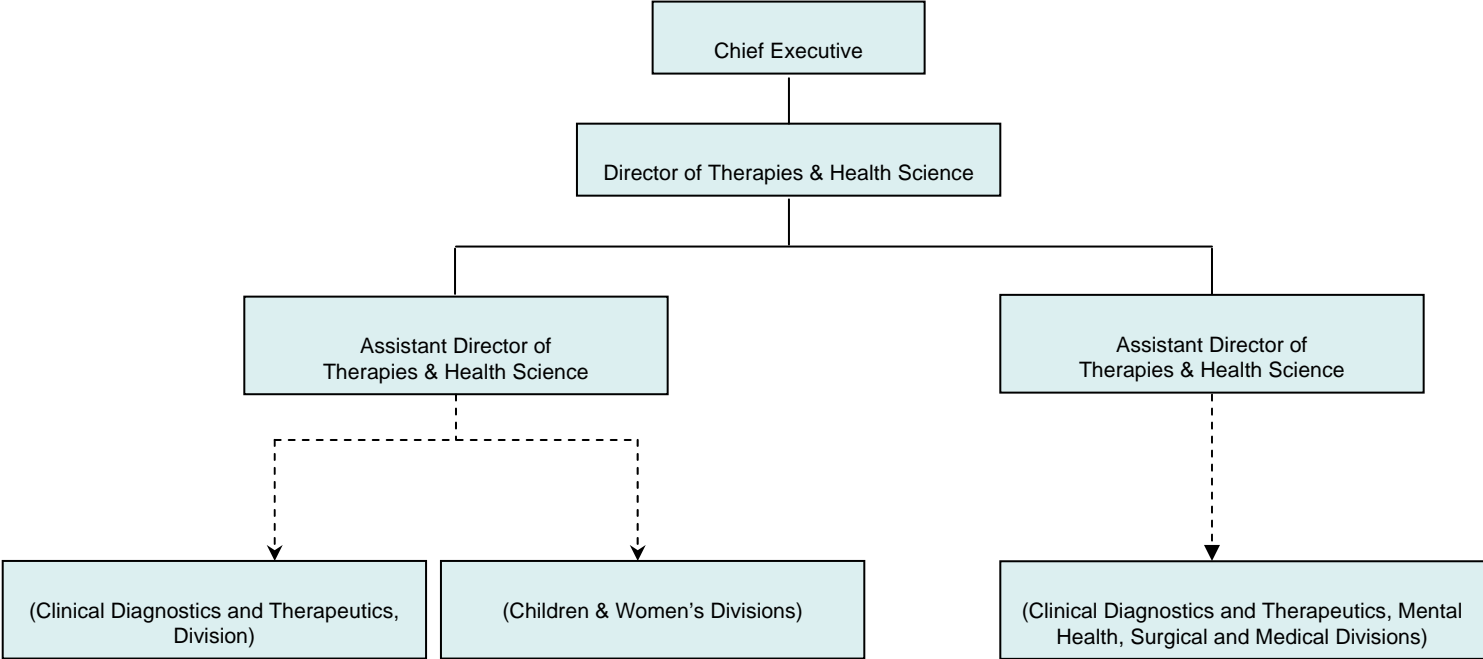 Chief Executive
Director of Therapies & Health Science
Assistant Director of
Therapies & Health Science
Assistant Director of
Therapies & Health Science
(Clinical Diagnostics and Therapeutics,
Division)
(Children & Women’s Divisions)
(Clinical Diagnostics and Therapeutics, Mental
Health, Surgical and Medical Divisions)